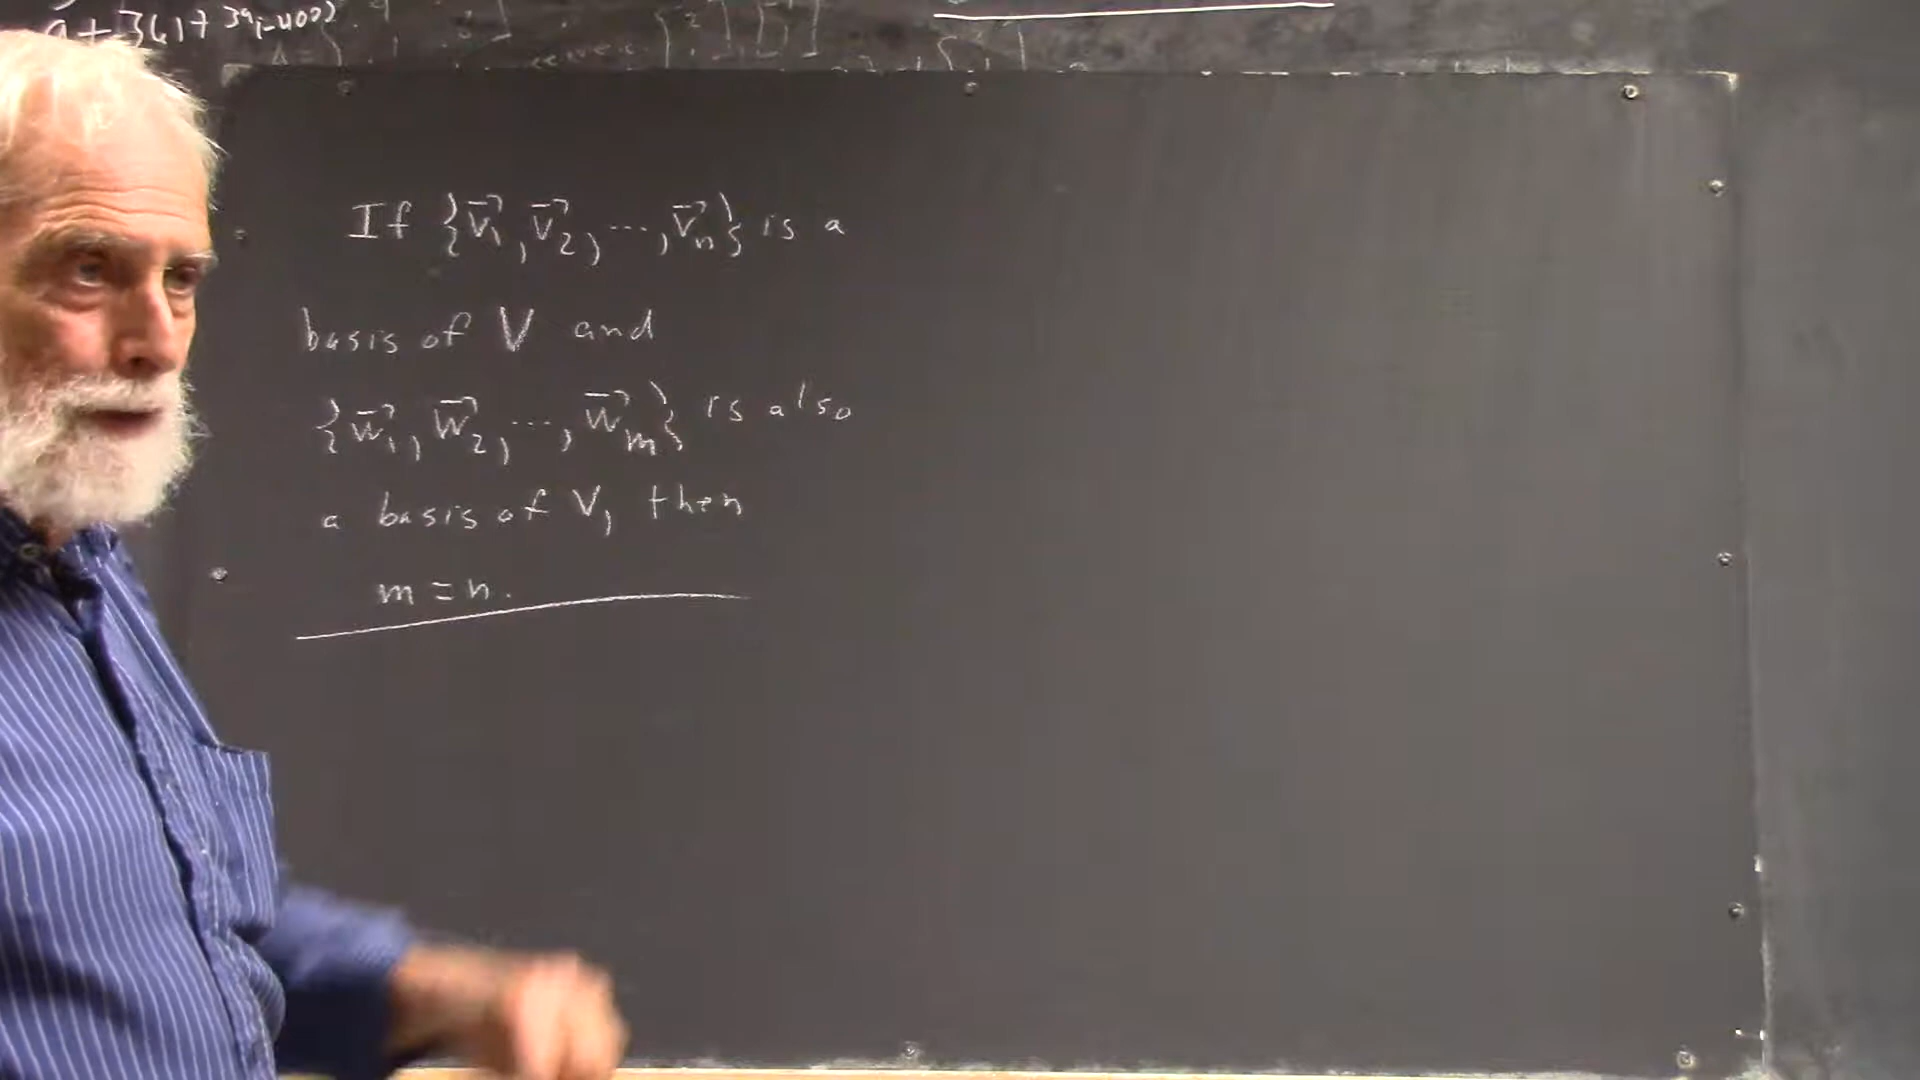 If {v⃗₁, v⃗₂, ..., v⃗ₙ} is a
basis of V and
{w⃗₁, w⃗₂, ..., w⃗ₘ} is also
a basis of V, then
m = n.